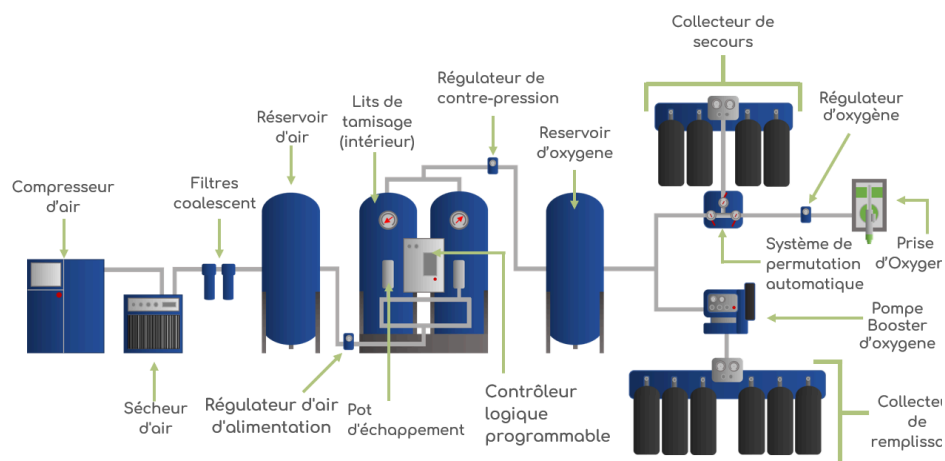 Collecteur de
secours
Régulateur de
contre-pression
Régulateur
d'oxygène
Lits de
tamisage
(intérieur)
Réservoir
d'air
Reservoir
d'oxygene
Compresseur
d'air
Filtres
coalescent
Système de
permutation
automatique
Prise
d'Oxygen
Pompe
Booster
d'oxygene
Sécheur
d'air
Régulateur d'air
d'alimentation
Pot
d'échappement
Contrôleur
logique
programmable
Collecteu
de
rempliss